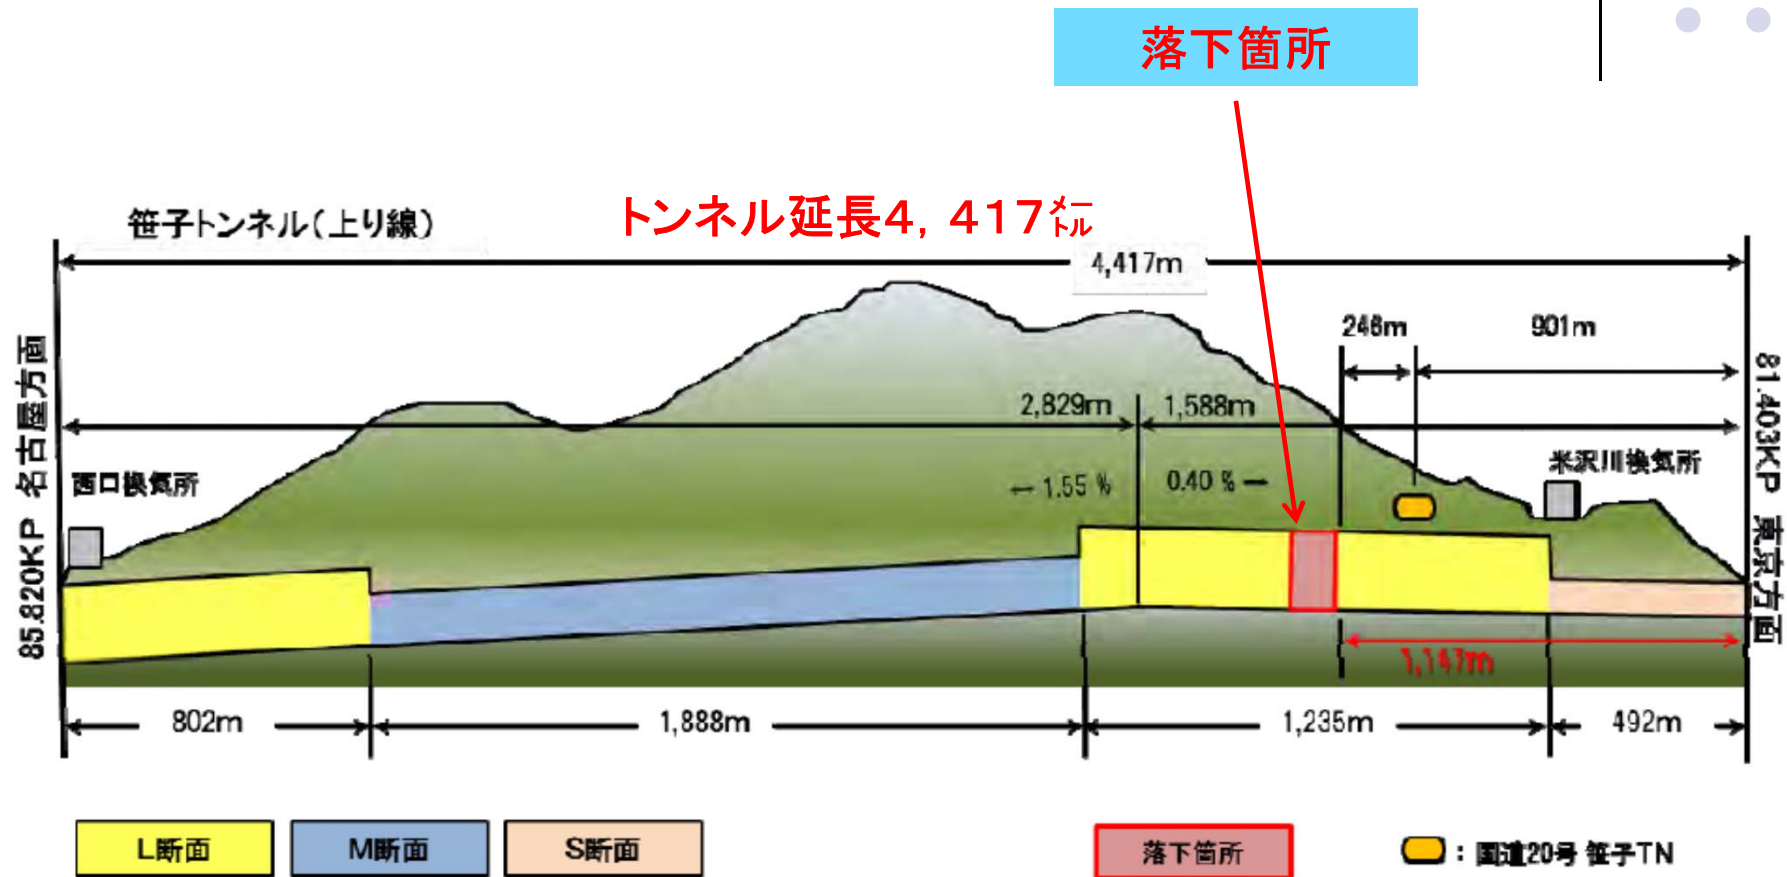 落下箇所
笹子トンネル(上り線)
トンネル延長4,417メートル
4,417m
246m
901m
2,829m
1,588m
← 1.55 %
0.40 % →
西口換気所
米沢川換気所
85.820KP 名古屋方面
81.403KP 東京方面
1,147m
802m
1,888m
1,235m
492m
L断面
M断面
S断面
落下箇所
:国道20号 笹子TN